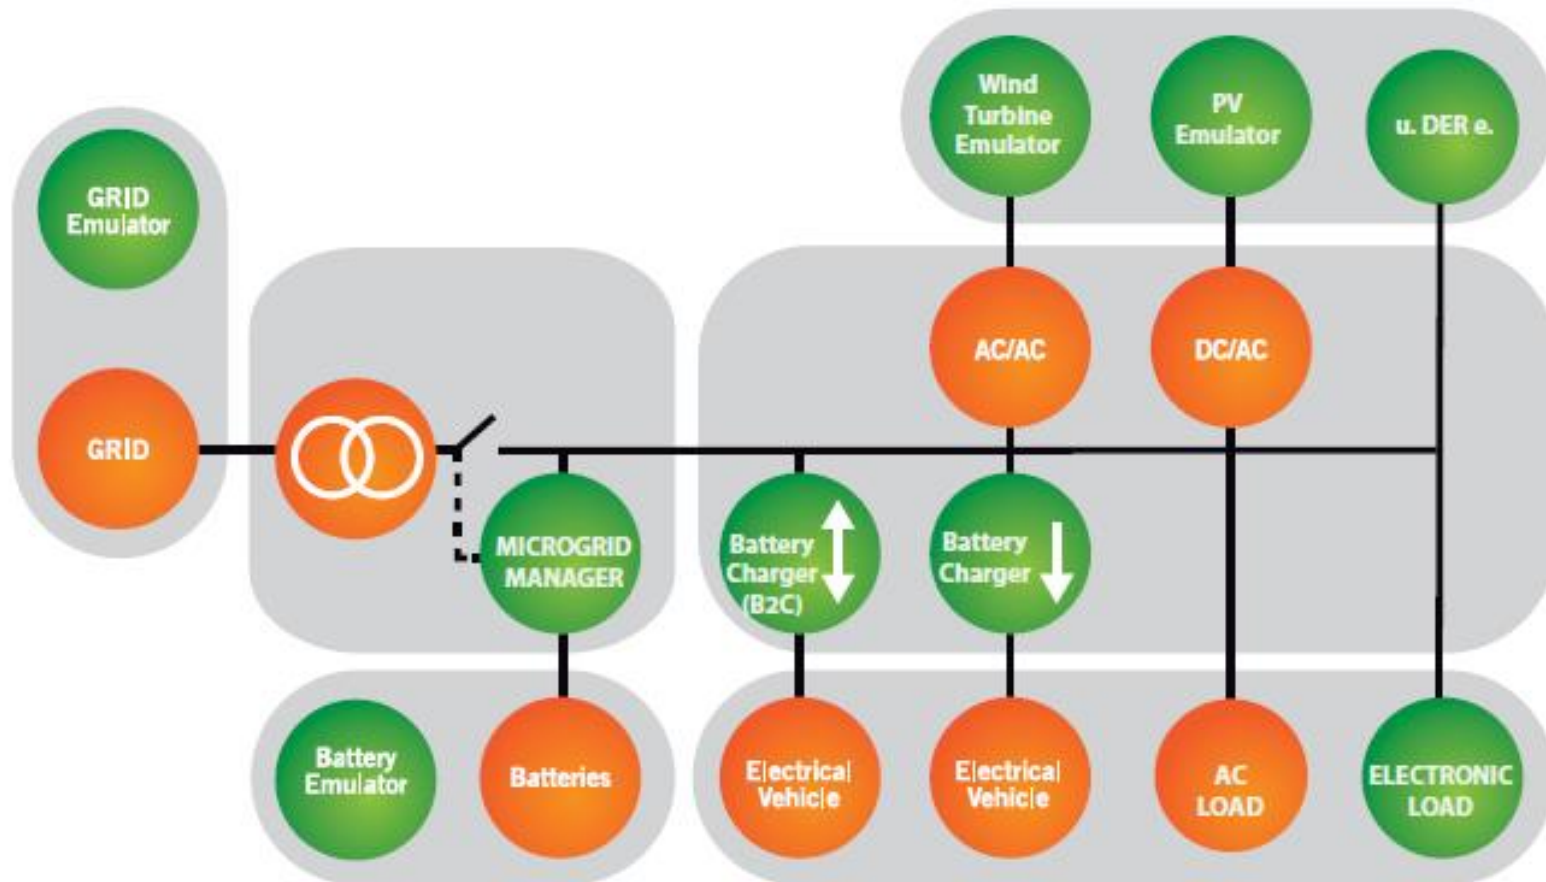 Wind
Turbine
Emulator
PV
Emulator
u. DER e.
GRID
Emulator
AC/AC
DC/AC
GRID
MICROGRID
MANAGER
Battery
Charger
(B2C)
Battery
Charger
Battery
Emulator
Batteries
Electrical
Vehicle
Electrical
Vehicle
AC
LOAD
ELECTRONIC
LOAD